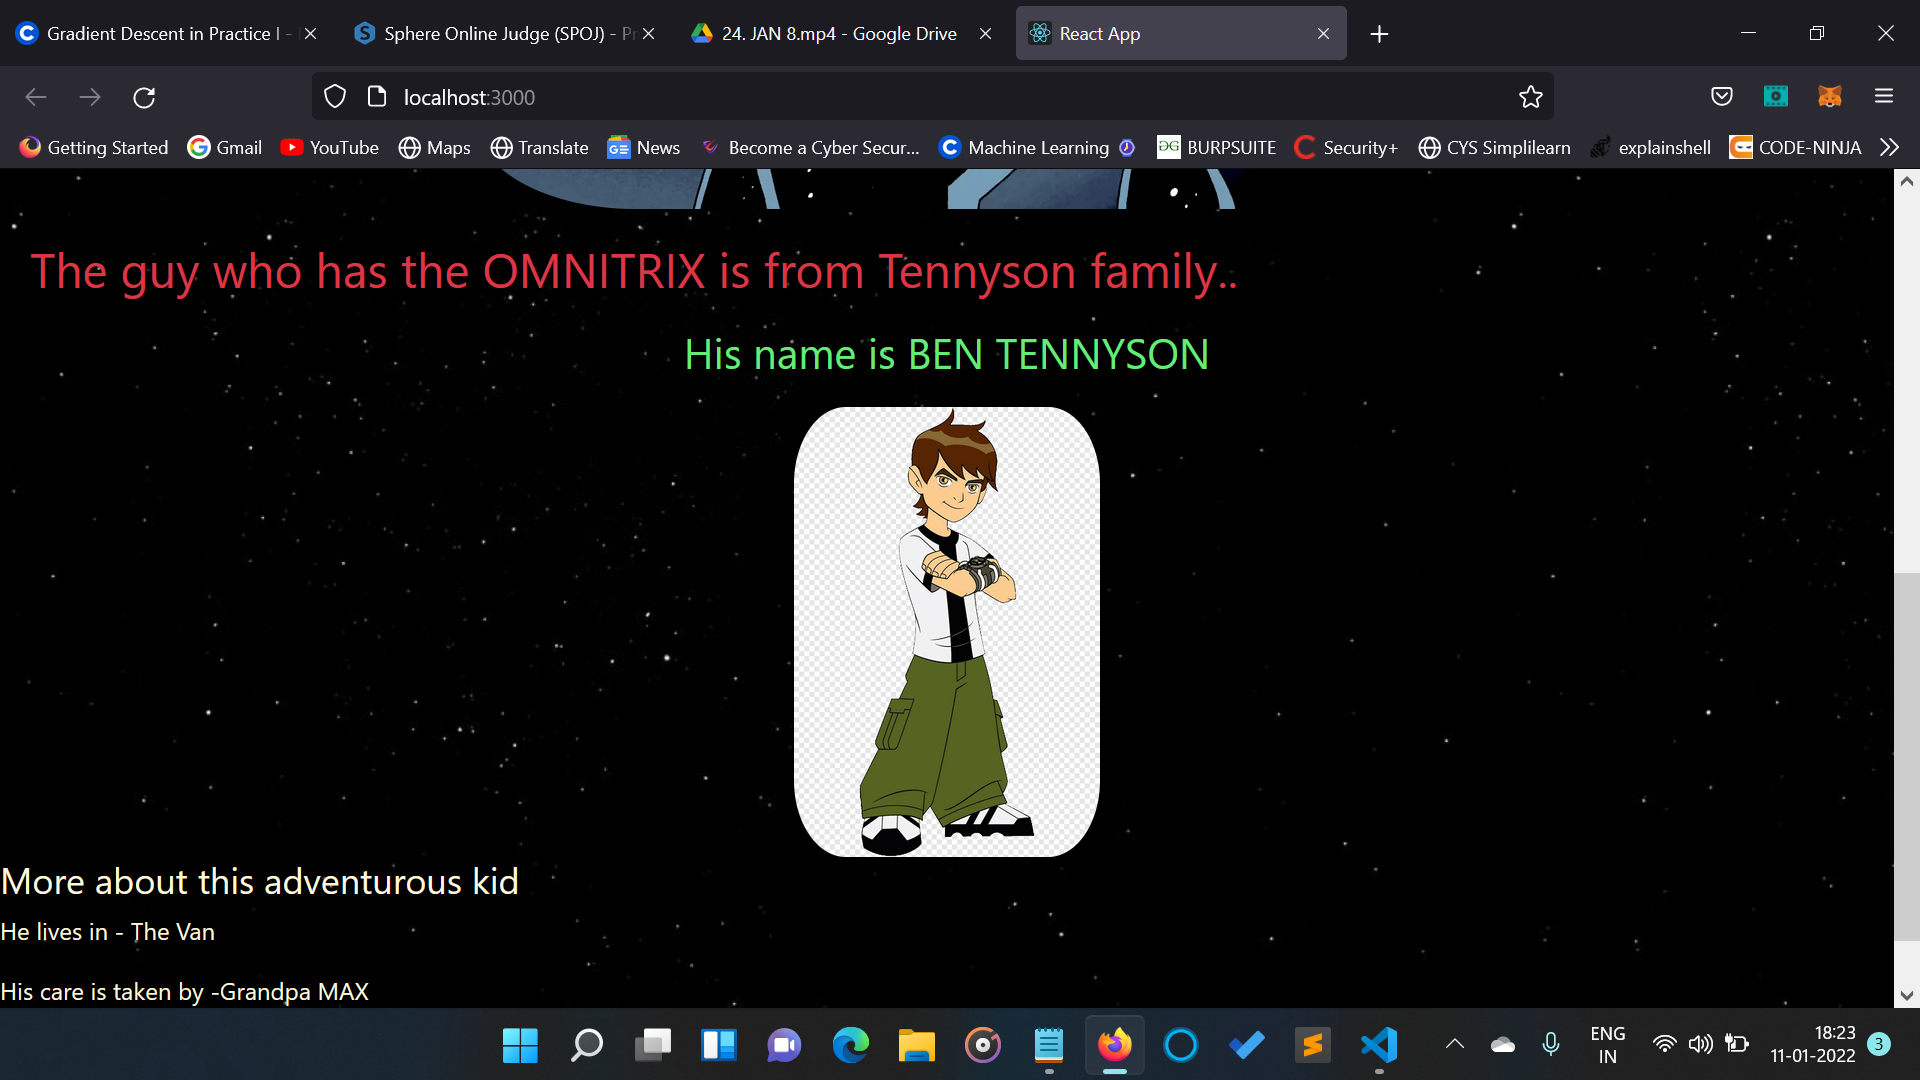 Gradient Descent in Practice I -
Sphere Online Judge (SPOJ) - Pr
24. JAN 8.mp4 - Google Drive
React App
localhost:3000
Getting Started
Gmail
YouTube
Maps
Translate
News
Become a Cyber Secur...
Machine Learning
BURPSUITE
Security+
CYS Simplilearn
explainshell
CODE-NINJA
The guy who has the OMNITRIX is from Tennyson family..
His name is BEN TENNYSON
More about this adventurous kid
He lives in - The Van
His care is taken by -Grandpa MAX
ENG
IN
18:23
11-01-2022
3